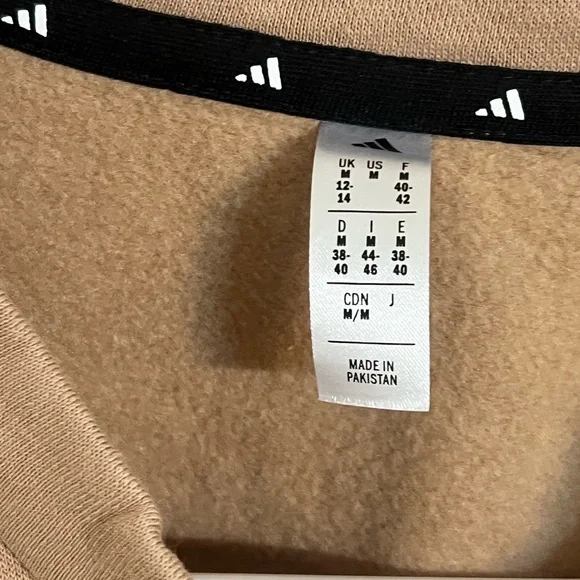 UK US F
M M M
12- 40-
14 42
D I E
M M M
38- 44- 38-
40 46 40
CDN J
M/M
MADE IN
PAKISTAN